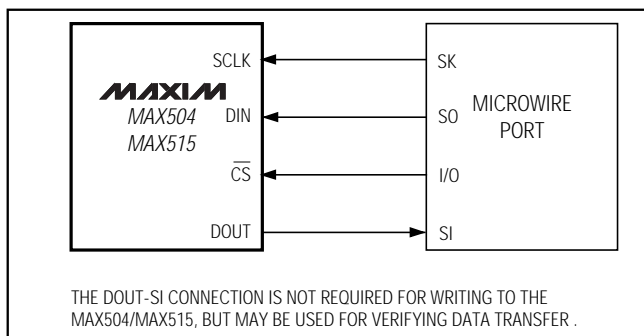 SCLK
SK
MAXIM
MAX504
MAX515
DIN
SO
MICROWIRE
PORT
CS
I/O
DOUT
SI
THE DOUT-SI CONNECTION IS NOT REQUIRED FOR WRITING TO THE
MAX504/MAX515, BUT MAY BE USED FOR VERIFYING DATA TRANSFER .